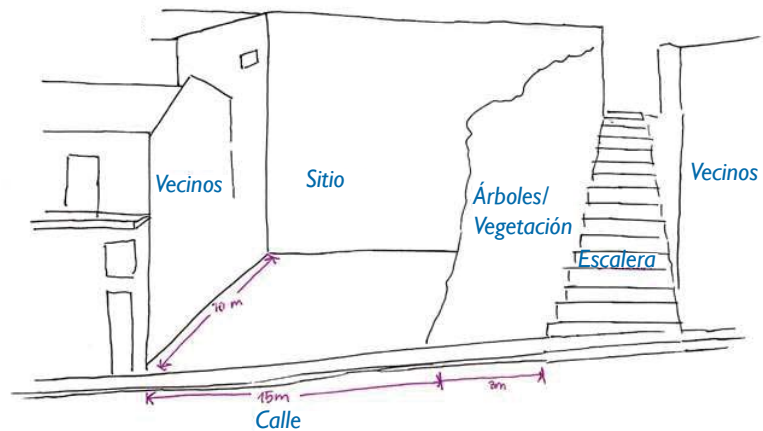 Vecinos
Sitio
Árboles/
Vegetación
Escalera
Vecinos
10 m
15m
3m
Calle